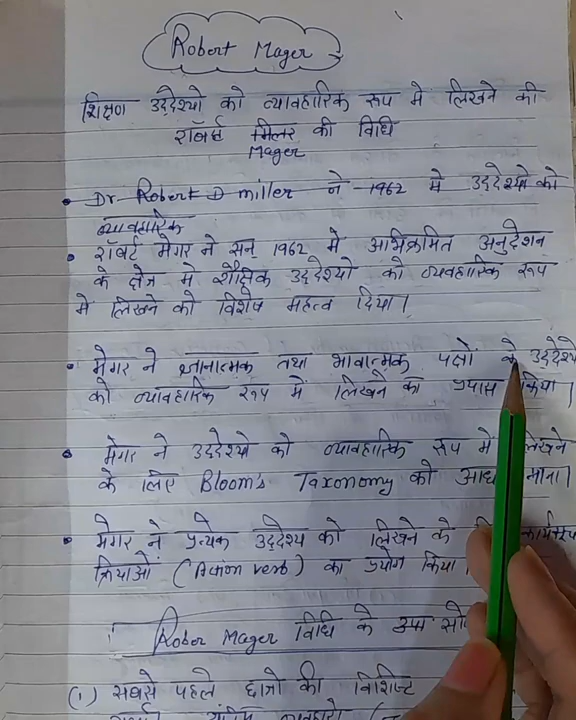 Robert Mager
शिक्षण उद्देश्यो को व्यावहारिक रूप मे लिखने की
रॉबर्ट मिलर की विधि
Mager
Dr. Robert D miller ने 1962 मे उद्देश्यो को
व्यावहारिक
रॉबर्ट मेगर ने सन् 1962 मे अभिक्रमित अनुदेशन
के क्षेत्र मे शैक्षिक उद्देश्यो को व्यवहारिक रूप
मे लिखने को विशेष महत्व दिया।
मेगर ने ज्ञानात्मक तथा भावात्मक पक्षों के उद्देश्यो
को व्यावहारिक रूप में लिखने का प्रयास किया।
मेगर ने उद्देश्यो को व्यावहारिक रूप में लिखने
के लिए Bloom's Taxonomy को माना।
मेगर ने प्रत्येक उद्देश्य को लिखने के
क्रियाओं (Action verb) का प्रयोग किया
Rober Mager विधि के
(1) सबसे पहले छात्रो की विशिष्ट